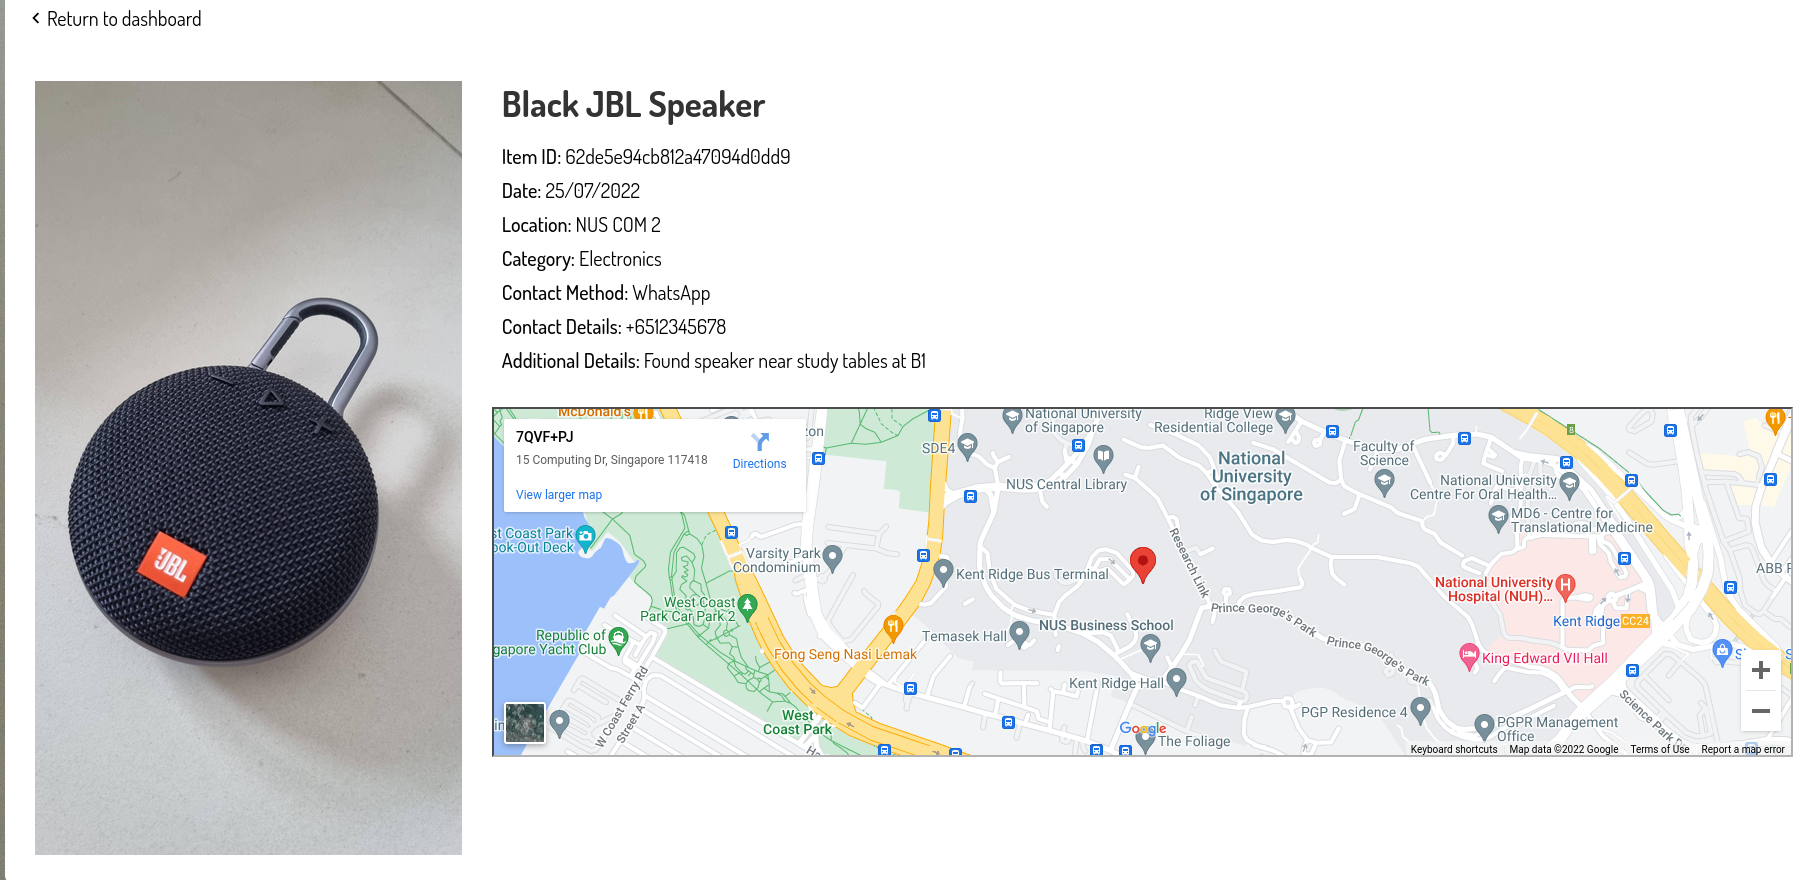 Return to dashboard
Black JBL Speaker
Item ID: 62de5e94cb812a47094d0dd9
Date: 25/07/2022
Location: NUS COM 2
Category: Electronics
Contact Method: WhatsApp
Contact Details: +6512345678
Additional Details: Found speaker near study tables at B1
JBL
McDonald's
7QVF+PJ
15 Computing Dr, Singapore 117418
Directions
View larger map
National University
of Singapore
Ridge View
Residential College
SDE4
NUS Central Library
National
University
of Singapore
Faculty of
Science
8
National University
Centre For Oral Health...
MD6 - Centre for
Translational Medicine
st Coast Park
ok-Out Deck
Varsity Park
Condominium
Kent Ridge Bus Terminal
Research Link
National University
Hospital (NUH)...
ABB
West Coast
Park Car Park 2
Prince George's Park
Prince George's Park
Kent Ridge
CC24
Republic of
gapore Yacht Club
Temasek Hall
NUS Business School
Fong Seng Nasi Lemak
King Edward VII Hall
Kent Ridge Hall
W Coast Ferry Rd
Street A
West
Coast Park
PGP Residence 4
PGPR Management
Office
Science Park
Google
The Foliage
Keyboard shortcuts
Map data ©2022 Google
Terms of Use
Report a map error